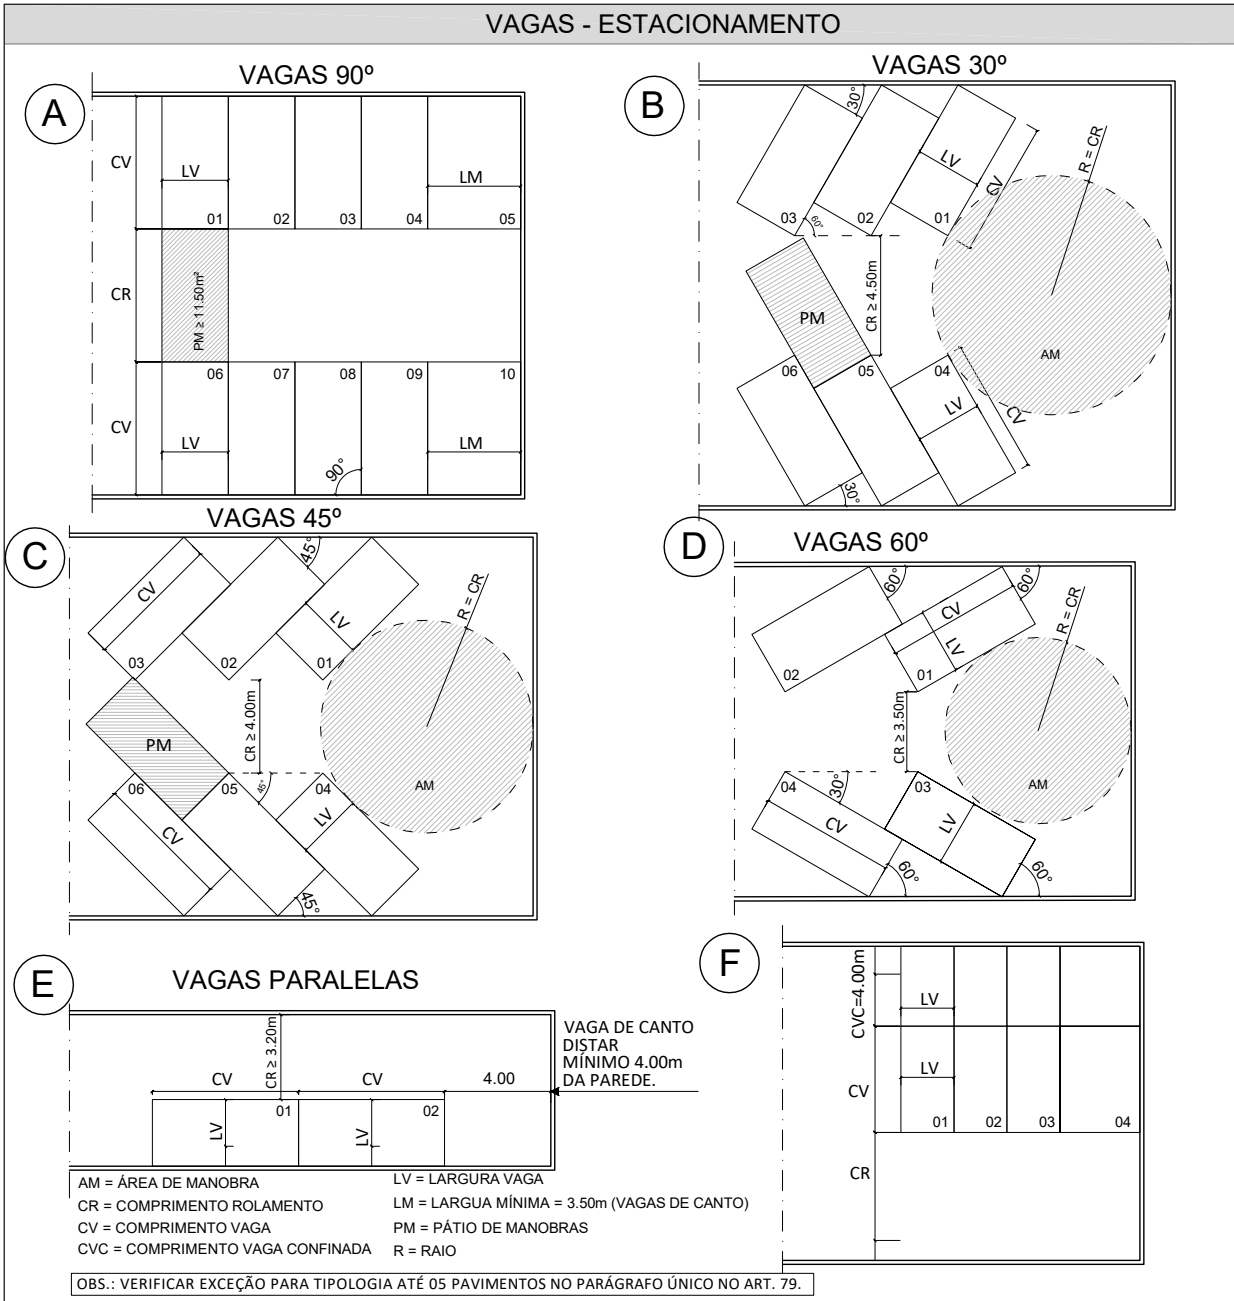 VAGAS - ESTACIONAMENTO
A
VAGAS 90º
CV
LV
LM
01
02
03
04
05
CR
PM ≥ 11.50m²
06
07
08
09
10
CV
LV
90°
LM
B
VAGAS 30º
30°
LV
CV
R = CR
03
60°
02
01
PM
CR ≥ 4.50m
AM
06
05
04
LV
CV
30°
C
VAGAS 45º
45°
CV
LV
R = CR
03
02
01
PM
CR ≥ 4.00m
06
05
45°
04
AM
CV
LV
45°
D
VAGAS 60º
60°
60°
CV
LV
R = CR
02
01
CR ≥ 3.50m
04
30°
03
AM
CV
LV
60°
60°
E
VAGAS PARALELAS
CR ≥ 3.20m
CV
CV
4.00
VAGA DE CANTO
DISTAR
MÍNIMO 4.00m
DA PAREDE.
01
02
LV
LV
F
CVC=4.00m
LV
CV
LV
01
02
03
04
CR
AM = ÁREA DE MANOBRA
CR = COMPRIMENTO ROLAMENTO
CV = COMPRIMENTO VAGA
CVC = COMPRIMENTO VAGA CONFINADA
LV = LARGURA VAGA
LM = LARGUA MÍNIMA = 3.50m (VAGAS DE CANTO)
PM = PÁTIO DE MANOBRAS
R = RAIO
OBS.: VERIFICAR EXCEÇÃO PARA TIPOLOGIA ATÉ 05 PAVIMENTOS NO PARÁGRAFO ÚNICO NO ART. 79.